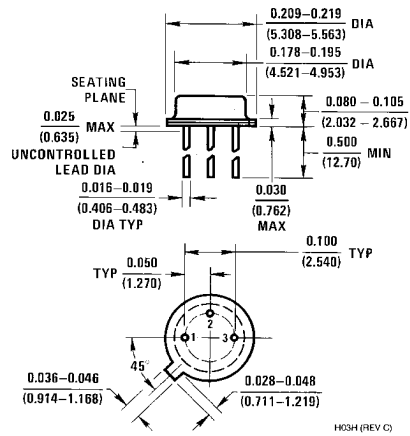 0.209–0.219 DIA
(5.308–5.563)
0.178–0.195 DIA
(4.521–4.953)
SEATING
PLANE
0.025 MAX
(0.635)
UNCONTROLLED
LEAD DIA
0.080 – 0.105
(2.032 – 2.667)
0.500 MIN
(12.70)
0.016–0.019
(0.406–0.483)
DIA TYP
0.030
(0.762)
MAX
0.100 TYP
(2.540)
TYP 0.050
(1.270)
2
1
3
45°
0.036–0.046
(0.914-1.168)
0.028–0.048
(0.711-1.219)
H03H (REV C)